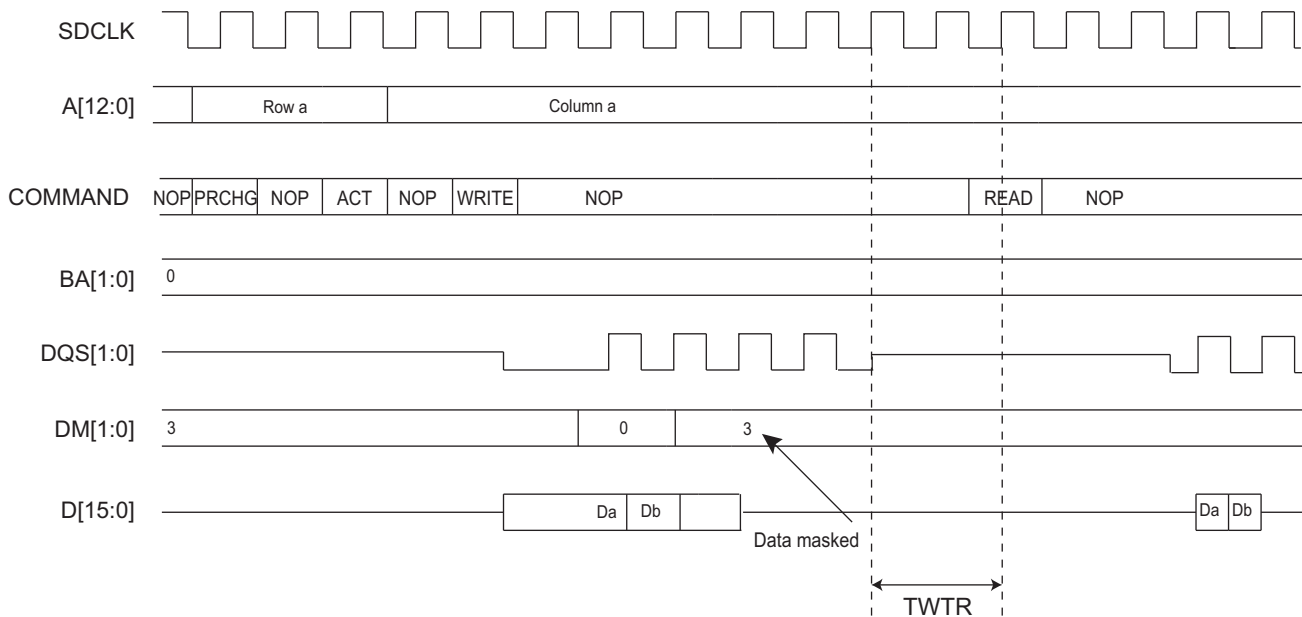 SDCLK
A[12:0] Row a Column a
COMMAND NOP PRCHG NOP ACT NOP WRITE NOP READ NOP
BA[1:0] 0
DQS[1:0]
DM[1:0] 3 0 3
D[15:0] Da Db Da Db
Data masked
TWTR